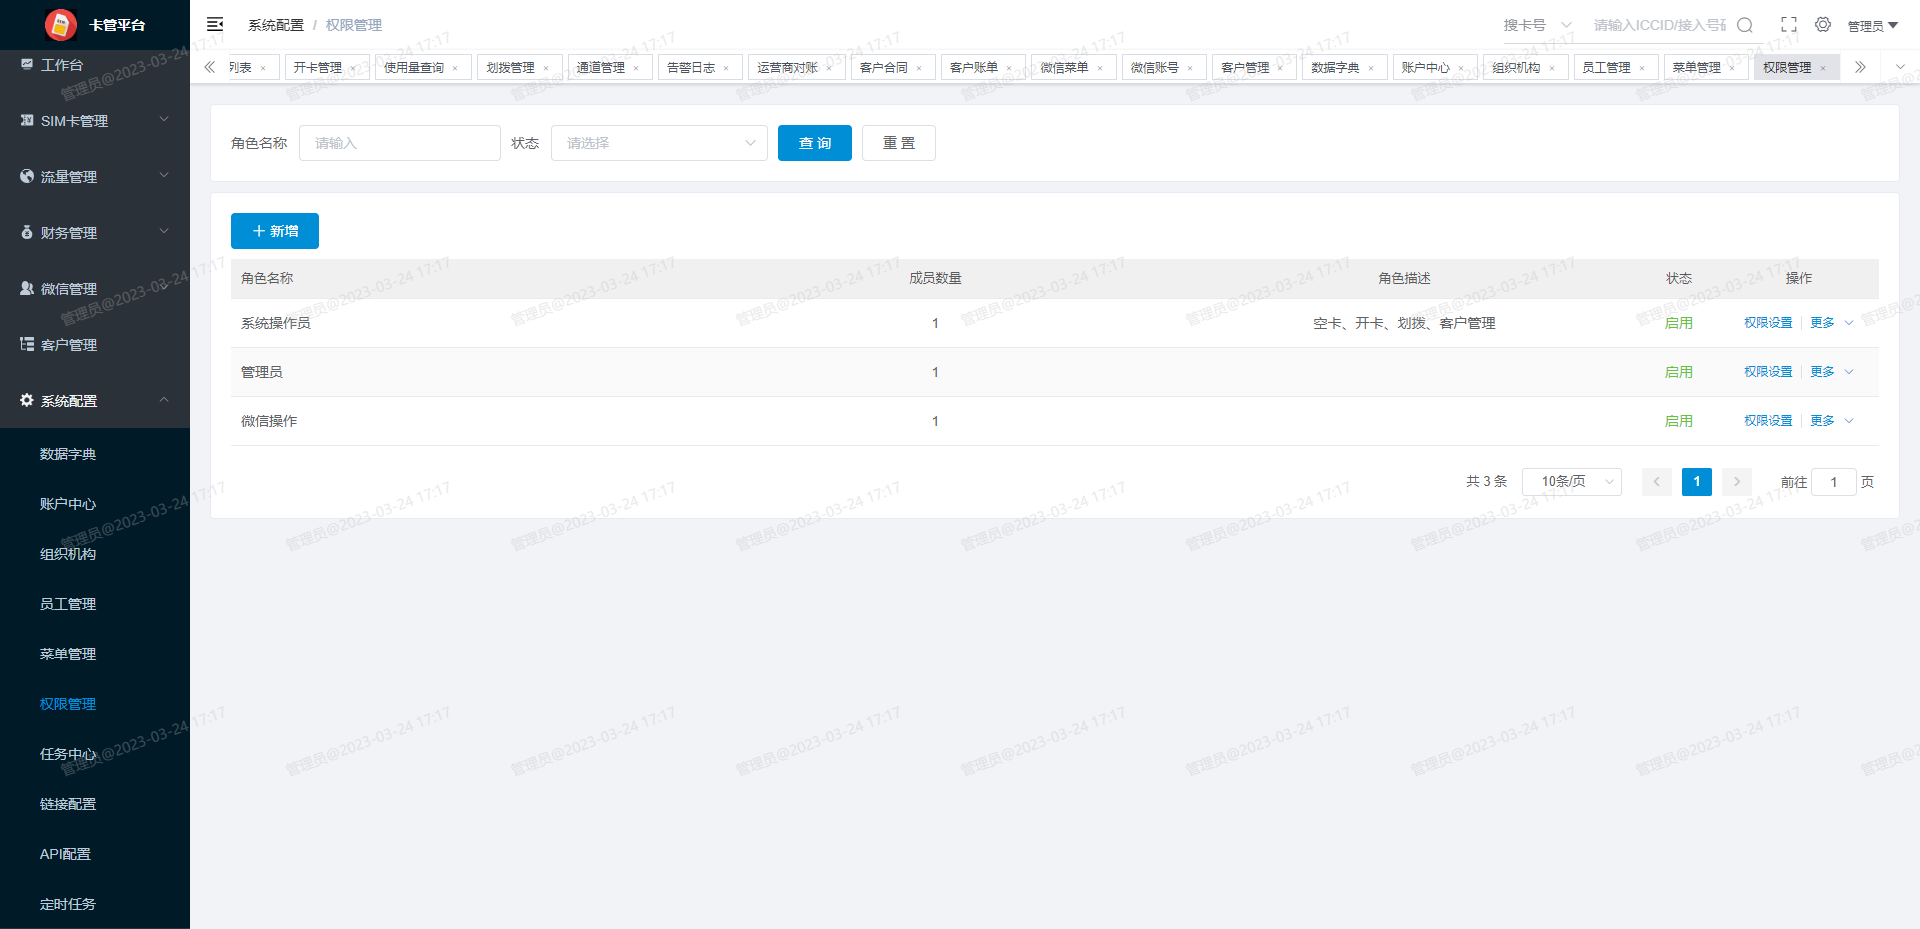 卡管平台
系统配置 / 权限管理
搜卡号
请输入ICCID/接入号码
管理员
列表 × 开卡管理 × 使用量查询 × 划拨管理 × 通道管理 × 告警日志 × 运营商对账 × 客户合同 × 客户账单 × 微信菜单 × 微信账号 × 客户管理 × 数据字典 × 账户中心 × 组织机构 × 员工管理 × 菜单管理 × 权限管理 ×
工作台
SIM卡管理
流量管理
财务管理
微信管理
客户管理
系统配置
数据字典
账户中心
组织机构
员工管理
菜单管理
权限管理
任务中心
链接配置
API配置
定时任务
角色名称 请输入 状态 请选择 查询 重置
+ 新增
角色名称 成员数量 角色描述 状态 操作
系统操作员 1 空卡、开卡、划拨、客户管理 启用 权限设置 更多
管理员 1 启用 权限设置 更多
微信操作 1 启用 权限设置 更多
共 3 条 10条/页 1 前往 1 页
管理员@2023-03-24 17:17